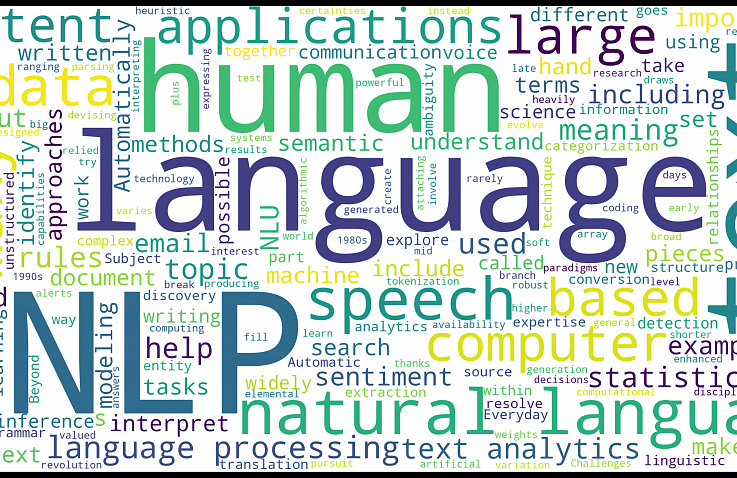 tent
applications
heuristic
certainties
instead
different
goes
impo
large
written
together
communication
voice
expressing
using
data
human
Automatically
interpreting
ranging
parsing
plus
test
powerful
ambiguity
late
research
hand
take
terms
draws
including
heavily
science
information
devising
big
evolve
meaning
set
approaches
methods
systems
results
semantic
understand
categorization
relied
try
identify
unstructured
capabilities
work
technology
possible
algorithmic
language
attaching
involve
create
rarely
technique
days
relationships
varies
generated
coding
early
NLU
world
1980s
explore
mid
used
soft
array
broad
complex
email
interest
rules
Subject
part
pieces
topic
machine
include
called
branch
paradigms
new
structure
1990s
document
break
producing
tokenization
robust
conversion
level
alerts
discovery
NLP
speech
based
higher
way
writing
computing
fill
learn
analytics
availability
expertise
general
detection
shorter
modeling
help
search
computer
examp
enhanced
Beyond
answers
entity
Automatic
thanks
generation
tasks
widely
sentiment
source
decisions
statistic
elemental
extraction
within
computational
discipl
natural
langua
resolve
Everyday
inference
interpret
weights
make
valued
language processing
text analytics
linguistic
revolution
translation
pursuit
artificial
variation
Challenges